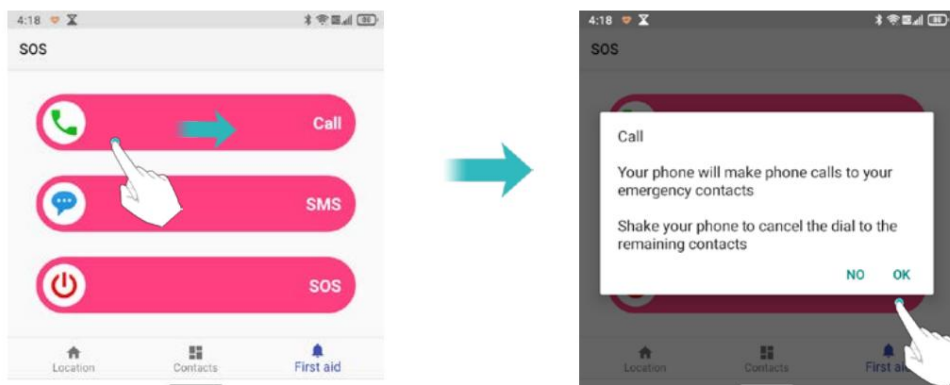 4:18
SOS
Call
SMS
SOS
Location
Contacts
First aid
4:18
SOS
Call
Your phone will make phone calls to your
emergency contacts
Shake your phone to cancel the dial to the
remaining contacts
NO OK
Location
Contacts
First aid